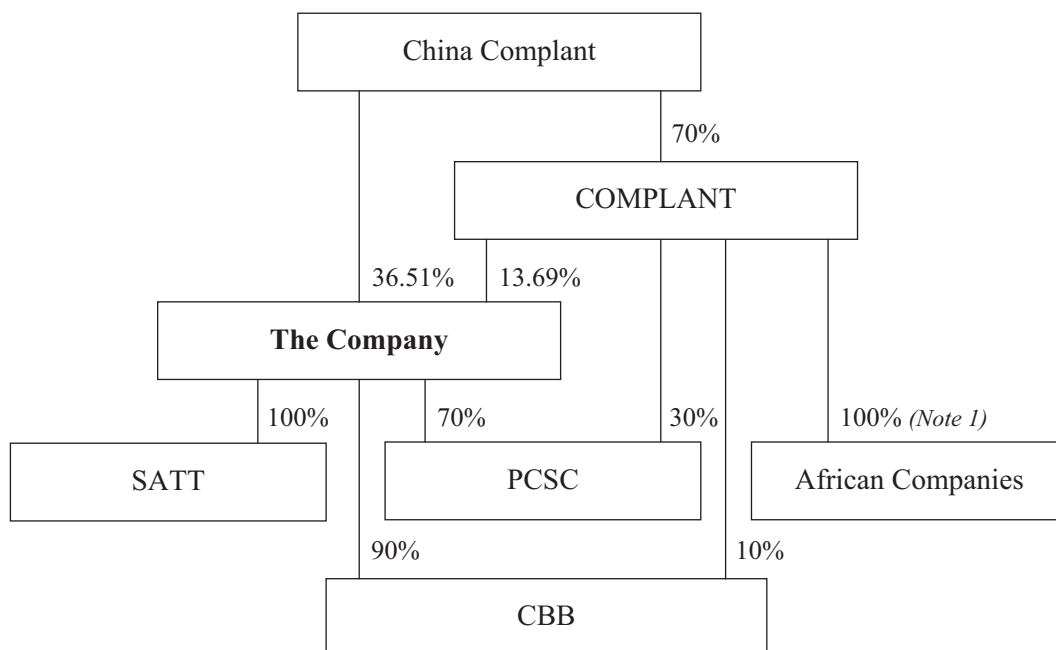 China Complant
70%
COMPLANT
36.51% 13.69%
The Company
100% 70% 30% 100% (Note 1)
SATT PCSC African Companies
90% 10%
CBB